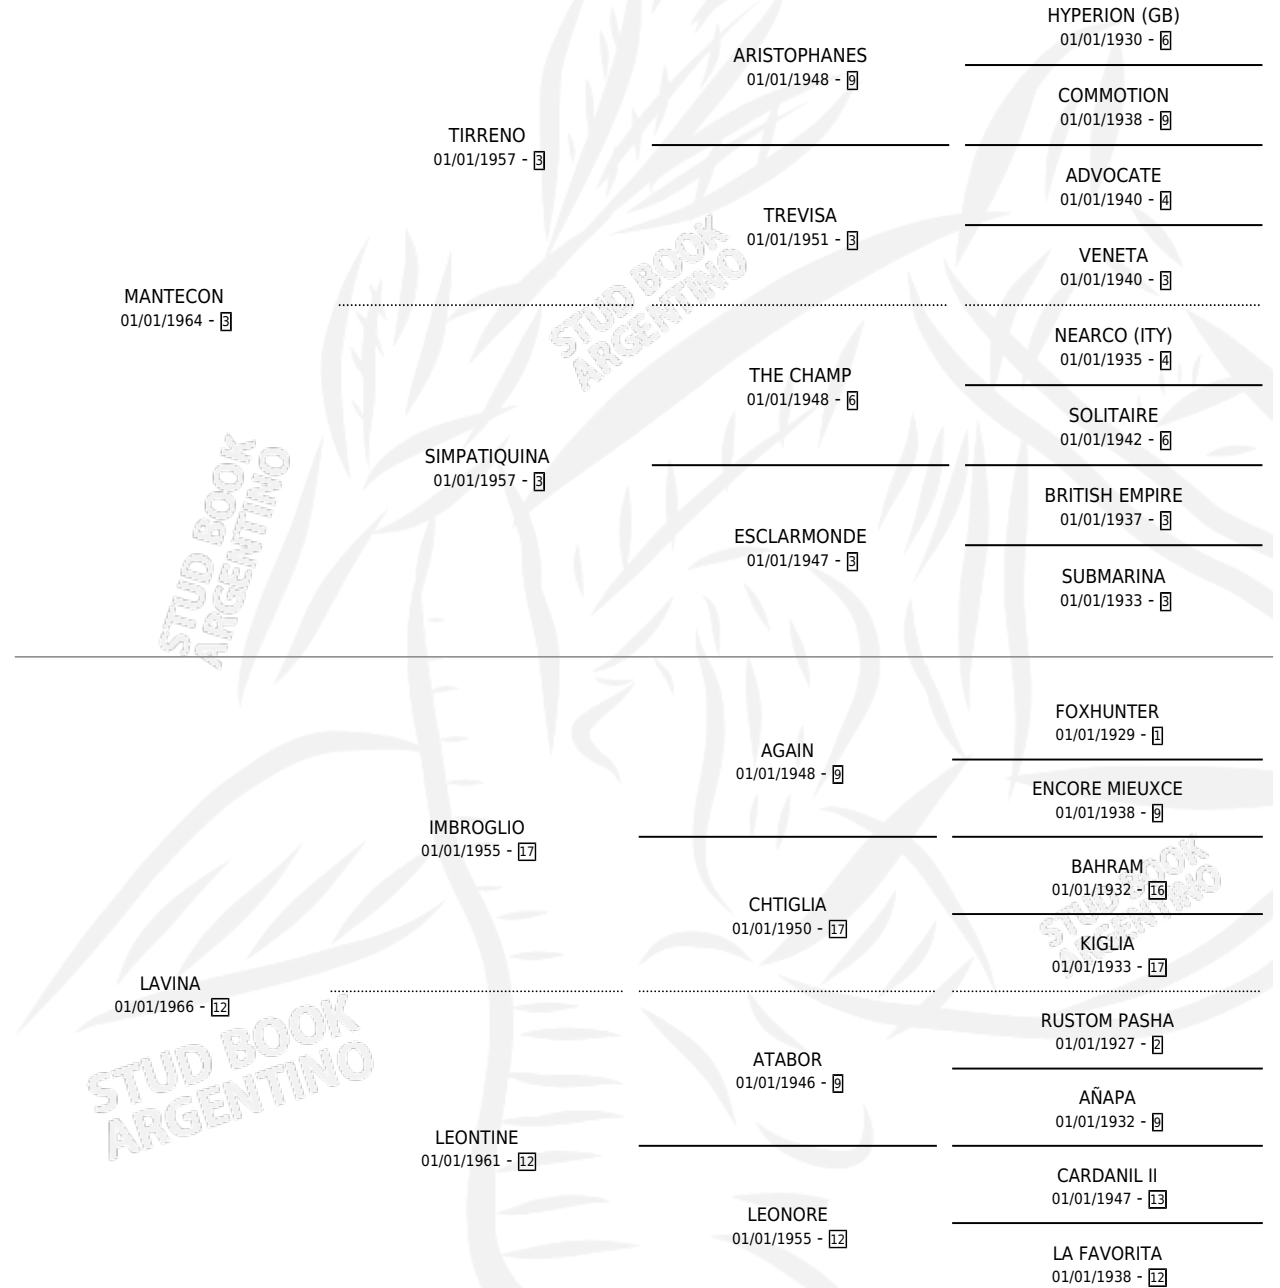 HYPERION (GB)
01/01/1930 - 6
ARISTOPHANES
01/01/1948 - 9
COMMOTION
01/01/1938 - 9
TIRRENO
01/01/1957 - 3
ADVOCATE
01/01/1940 - 4
TREVISA
01/01/1951 - 3
VENETA
01/01/1940 - 3
MANTECON
01/01/1964 - 3
NEARCO (ITY)
01/01/1935 - 4
THE CHAMP
01/01/1948 - 6
SOLITAIRE
01/01/1942 - 6
SIMPATIQUINA
01/01/1957 - 3
BRITISH EMPIRE
01/01/1937 - 3
ESCLARMONDE
01/01/1947 - 3
SUBMARINA
01/01/1933 - 3
FOXHUNTER
01/01/1929 - 1
AGAIN
01/01/1948 - 9
ENCORE MIEUXCE
01/01/1938 - 9
IMBROGLIO
01/01/1955 - 17
BAHRAM
01/01/1932 - 16
CHTIGLIA
01/01/1950 - 17
KIGLIA
01/01/1933 - 17
LAVINA
01/01/1966 - 12
RUSTOM PASHA
01/01/1927 - 2
ATABOR
01/01/1946 - 9
AÑAPA
01/01/1932 - 9
LEONTINE
01/01/1961 - 12
CARDANIL II
01/01/1947 - 13
LEONORE
01/01/1955 - 12
LA FAVORITA
01/01/1938 - 12
STUD BOOK
ARGENTINO
STUD BOOK
ARGENTINO
STUD BOOK
ARGENTINO
STUD BOOK
ARGENTINO